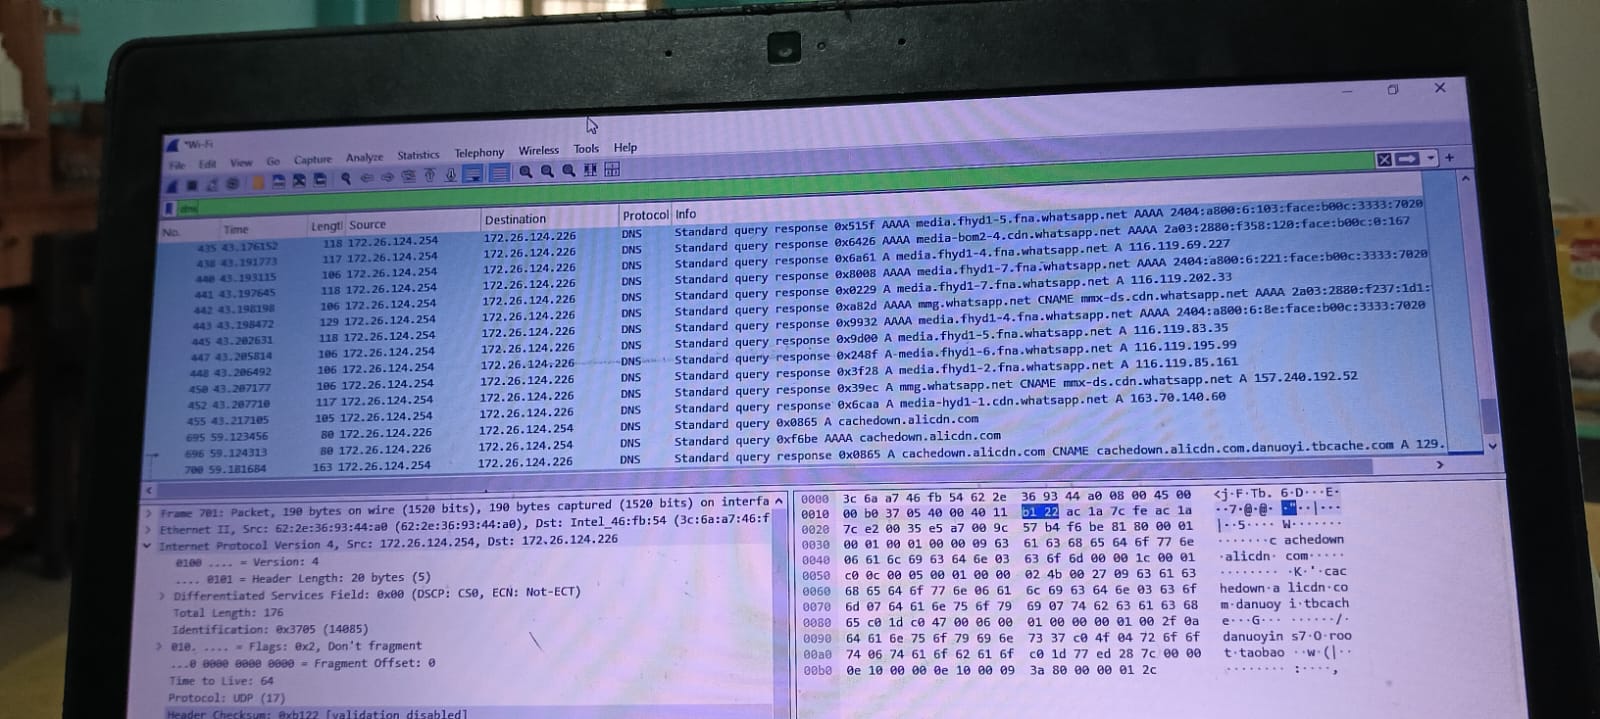 *Wi-Fi
File Edit View Go Capture Analyze Statistics Telephony Wireless Tools Help
dns
No. Time Lengtl Source Destination Protocol Info
435 43.176152 118 172.26.124.254 172.26.124.226 DNS Standard query response 0x515f AAAA media.fhyd1-5.fna.whatsapp.net AAAA 2404:a800:6:103:face:b00c:3333:7020
438 43.191773 117 172.26.124.254 172.26.124.226 DNS Standard query response 0x6426 AAAA media-bom2-4.cdn.whatsapp.net AAAA 2a03:2880:f358:120:face:b00c:0:167
440 43.193115 106 172.26.124.254 172.26.124.226 DNS Standard query response 0x6a61 A media.fhyd1-4.fna.whatsapp.net A 116.119.69.227
441 43.197645 118 172.26.124.254 172.26.124.226 DNS Standard query response 0x8008 AAAA media.fhyd1-7.fna.whatsapp.net AAAA 2404:a800:6:221:face:b00c:3333:7020
442 43.198198 106 172.26.124.254 172.26.124.226 DNS Standard query response 0x0229 A media.fhyd1-7.fna.whatsapp.net A 116.119.202.33
443 43.198472 129 172.26.124.254 172.26.124.226 DNS Standard query response 0xa82d AAAA mmg.whatsapp.net CNAME mmx-ds.cdn.whatsapp.net AAAA 2a03:2880:f237:1d1:
445 43.202631 118 172.26.124.254 172.26.124.226 DNS Standard query response 0x9932 AAAA media.fhyd1-4.fna.whatsapp.net AAAA 2404:a800:6:8e:face:b00c:3333:7020
447 43.205814 106 172.26.124.254 172.26.124.226 DNS Standard query response 0x9d00 A media.fhyd1-5.fna.whatsapp.net A 116.119.83.35
448 43.206492 106 172.26.124.254 172.26.124.226 DNS Standard query response 0x248f A media.fhyd1-6.fna.whatsapp.net A 116.119.195.99
450 43.207177 106 172.26.124.254 172.26.124.226 DNS Standard query response 0x3f28 A media.fhyd1-2.fna.whatsapp.net A 116.119.85.161
452 43.207710 117 172.26.124.254 172.26.124.226 DNS Standard query response 0x39ec A mmg.whatsapp.net CNAME mmx-ds.cdn.whatsapp.net A 157.240.192.52
455 43.217105 105 172.26.124.254 172.26.124.226 DNS Standard query response 0x6caa A media-hyd1-1.cdn.whatsapp.net A 163.70.140.60
695 59.123456 80 172.26.124.226 172.26.124.254 DNS Standard query 0x0865 A cachedown.alicdn.com
696 59.124313 80 172.26.124.226 172.26.124.254 DNS Standard query 0xf6be AAAA cachedown.alicdn.com
700 59.181684 163 172.26.124.254 172.26.124.226 DNS Standard query response 0x0865 A cachedown.alicdn.com CNAME cachedown.alicdn.com.danuoyi.tbcache.com A 129.
Frame 701: Packet, 190 bytes on wire (1520 bits), 190 bytes captured (1520 bits) on interfa
Ethernet II, Src: 62:2e:36:93:44:a0 (62:2e:36:93:44:a0), Dst: Intel_46:fb:54 (3c:6a:a7:46:f
Internet Protocol Version 4, Src: 172.26.124.254, Dst: 172.26.124.226
0100 .... = Version: 4
.... 0101 = Header Length: 20 bytes (5)
Differentiated Services Field: 0x00 (DSCP: CS0, ECN: Not-ECT)
Total Length: 176
Identification: 0x3705 (14085)
010. .... = Flags: 0x2, Don't fragment
...0 0000 0000 0000 = Fragment Offset: 0
Time to Live: 64
Protocol: UDP (17)
Header Checksum: 0xb122 [validation disabled]
0000 3c 6a a7 46 fb 54 62 2e 36 93 44 a0 08 00 45 00 <j·F·Tb. 6·D···E·
0010 00 b0 37 05 40 00 40 11 b1 22 ac 1a 7c fe ac 1a ··7·@·@· ·"··|···
0020 7c e2 00 35 e5 a7 00 9c 57 b4 f6 be 81 80 00 01 |··5···· W·······
0030 00 01 00 01 00 00 09 63 61 63 68 65 64 6f 77 6e ·······c achedown
0040 06 61 6c 69 63 64 6e 03 63 6f 6d 00 00 1c 00 01 ·alicdn· com·····
0050 c0 0c 00 05 00 01 00 00 02 4b 00 27 09 63 61 63 ········ ·K·'·cac
0060 68 65 64 6f 77 6e 06 61 6c 69 63 64 6e 03 63 6f hedown·a licdn·co
0070 6d 07 64 61 6e 75 6f 79 69 07 74 62 63 61 63 68 m·danuoy i·tbcach
0080 65 c0 1d c0 47 00 06 00 01 00 00 00 01 00 2f 0a e···G··· ······/·
0090 64 61 6e 75 6f 79 69 6e 73 37 c0 4f 04 72 6f 6f danuoyin s7·O·roo
00a0 74 06 74 61 6f 62 61 6f c0 1d 77 ed 28 7c 00 00 t·taobao ··w·(|··
00b0 0e 10 00 00 0e 10 00 09 3a 80 00 00 01 2c ········ :····,